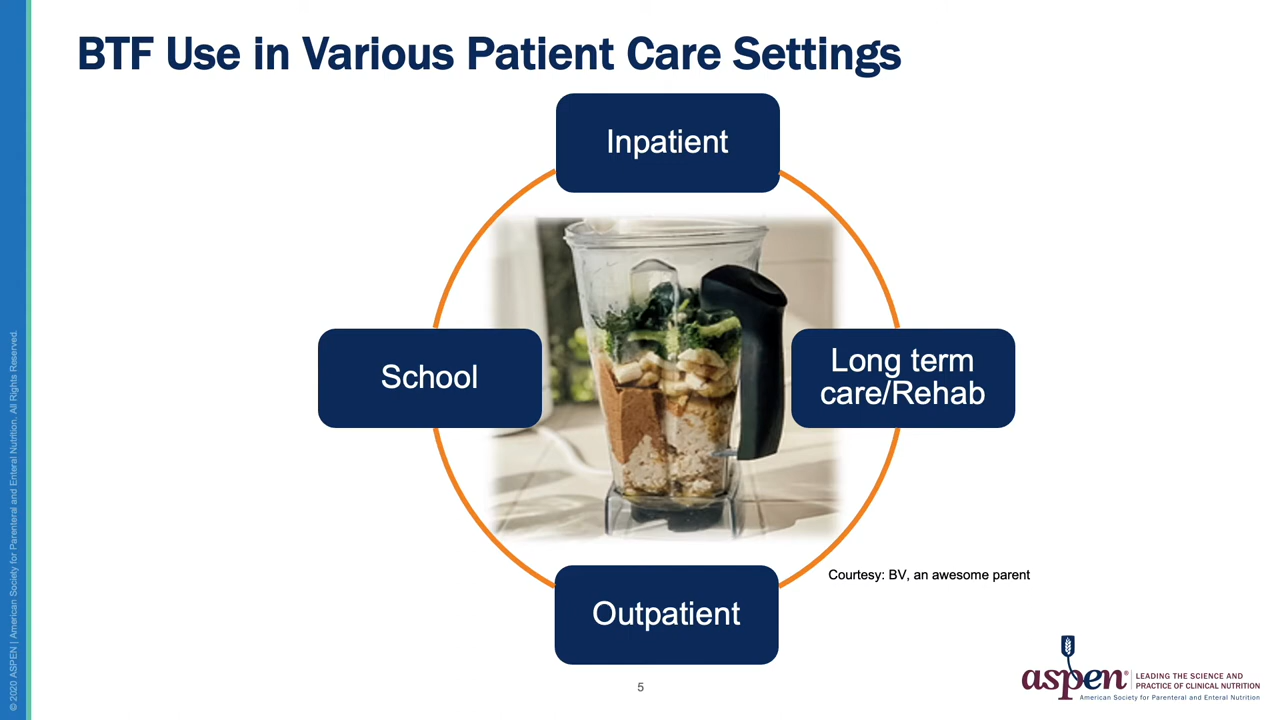 BTF Use in Various Patient Care Settings
Inpatient
School
Long term
care/Rehab
Outpatient
Courtesy: BV, an awesome parent
5
aspen®
LEADING THE SCIENCE AND
PRACTICE OF CLINICAL NUTRITION
American Society for Parenteral and Enteral Nutrition
© 2020 ASPEN | American Society for Parenteral and Enteral Nutrition. All Rights Reserved.